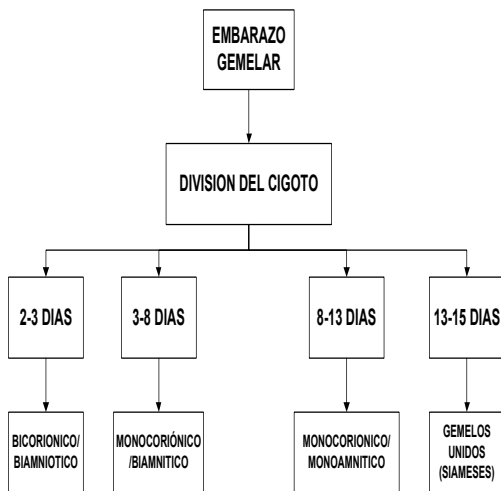 EMBARAZO
GEMELAR
DIVISION DEL CIGOTO
2-3 DIAS
3-8 DIAS
8-13 DIAS
13-15 DIAS
BICORIONICO/
BIAMNIOTICO
MONOCORIÓNICO
/BIAMNITICO
MONOCORIONICO/
MONOAMNITICO
GEMELOS
UNIDOS
(SIAMESES)